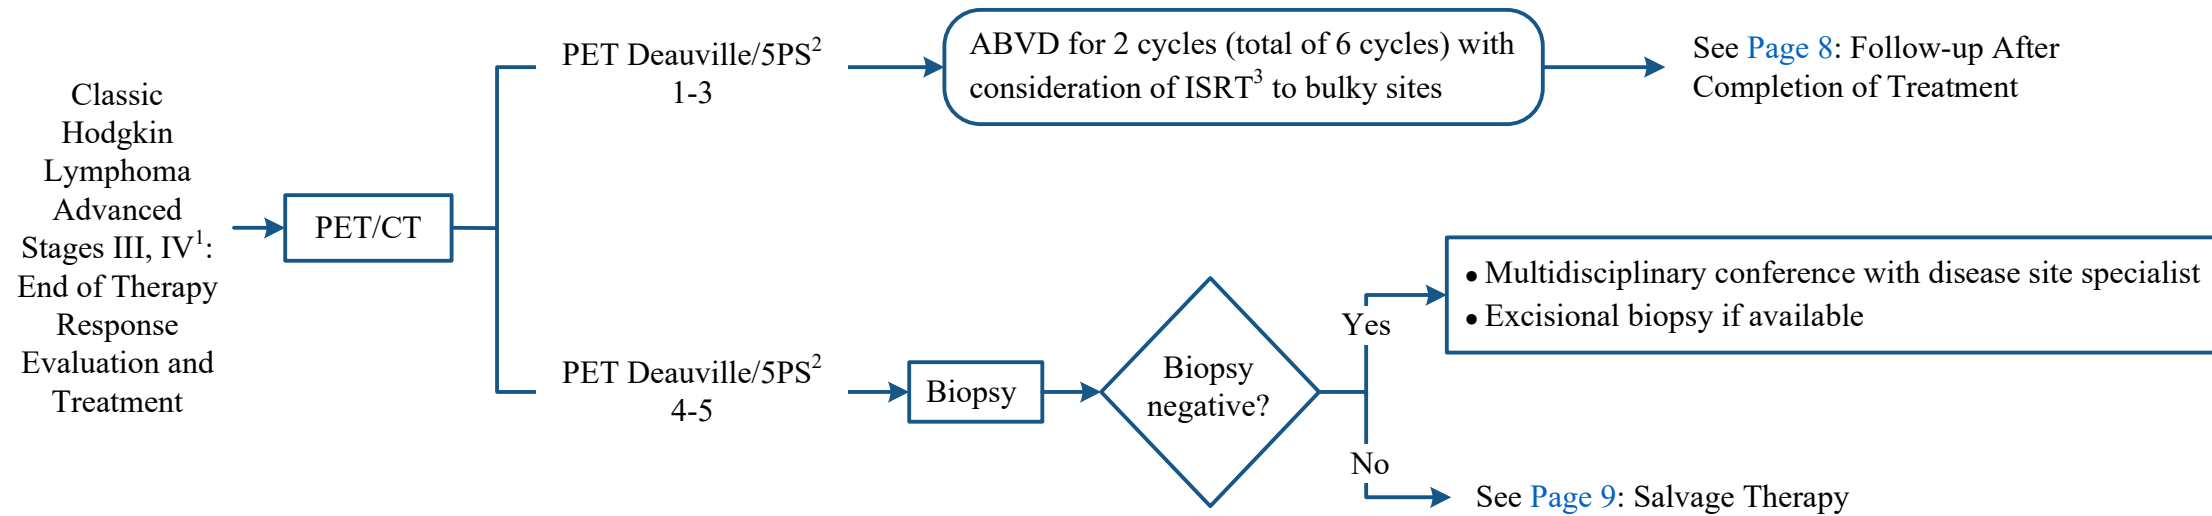 Classic
Hodgkin
Lymphoma
Advanced
Stages III, IV¹:
End of Therapy
Response
Evaluation and
Treatment
PET/CT
PET Deauville/5PS²
1-3
ABVD for 2 cycles (total of 6 cycles) with
consideration of ISRT³ to bulky sites
See Page 8: Follow-up After
Completion of Treatment
PET Deauville/5PS²
4-5
Biopsy
Biopsy
negative?
Yes
• Multidisciplinary conference with disease site specialist
• Excisional biopsy if available
No
See Page 9: Salvage Therapy